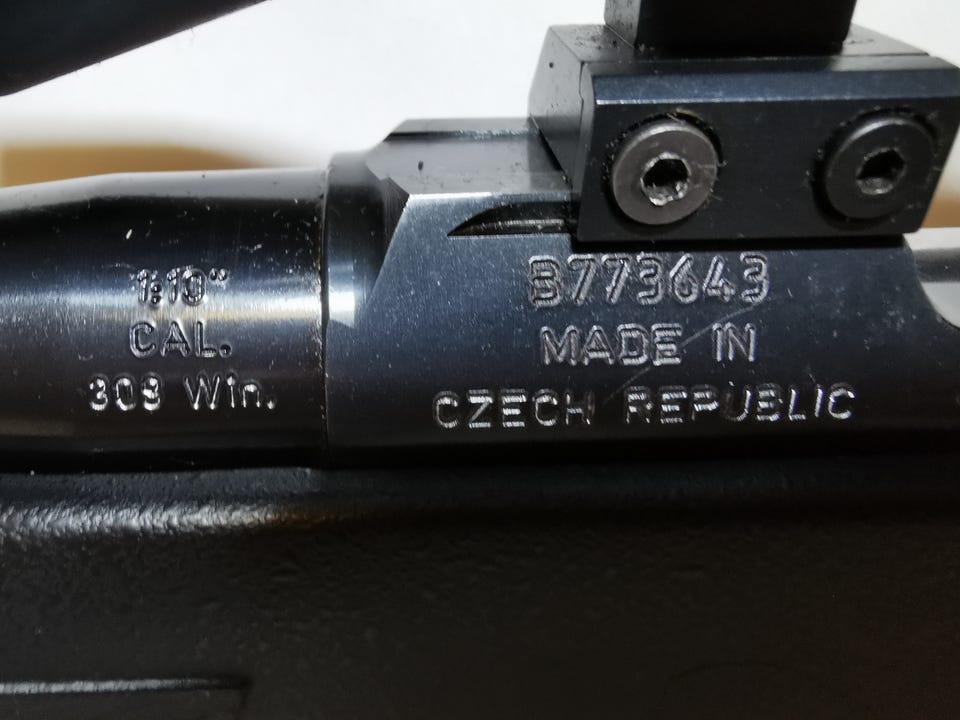 1:10"
CAL.
308 Win.
B773643
MADE IN
CZECH REPUBLIC